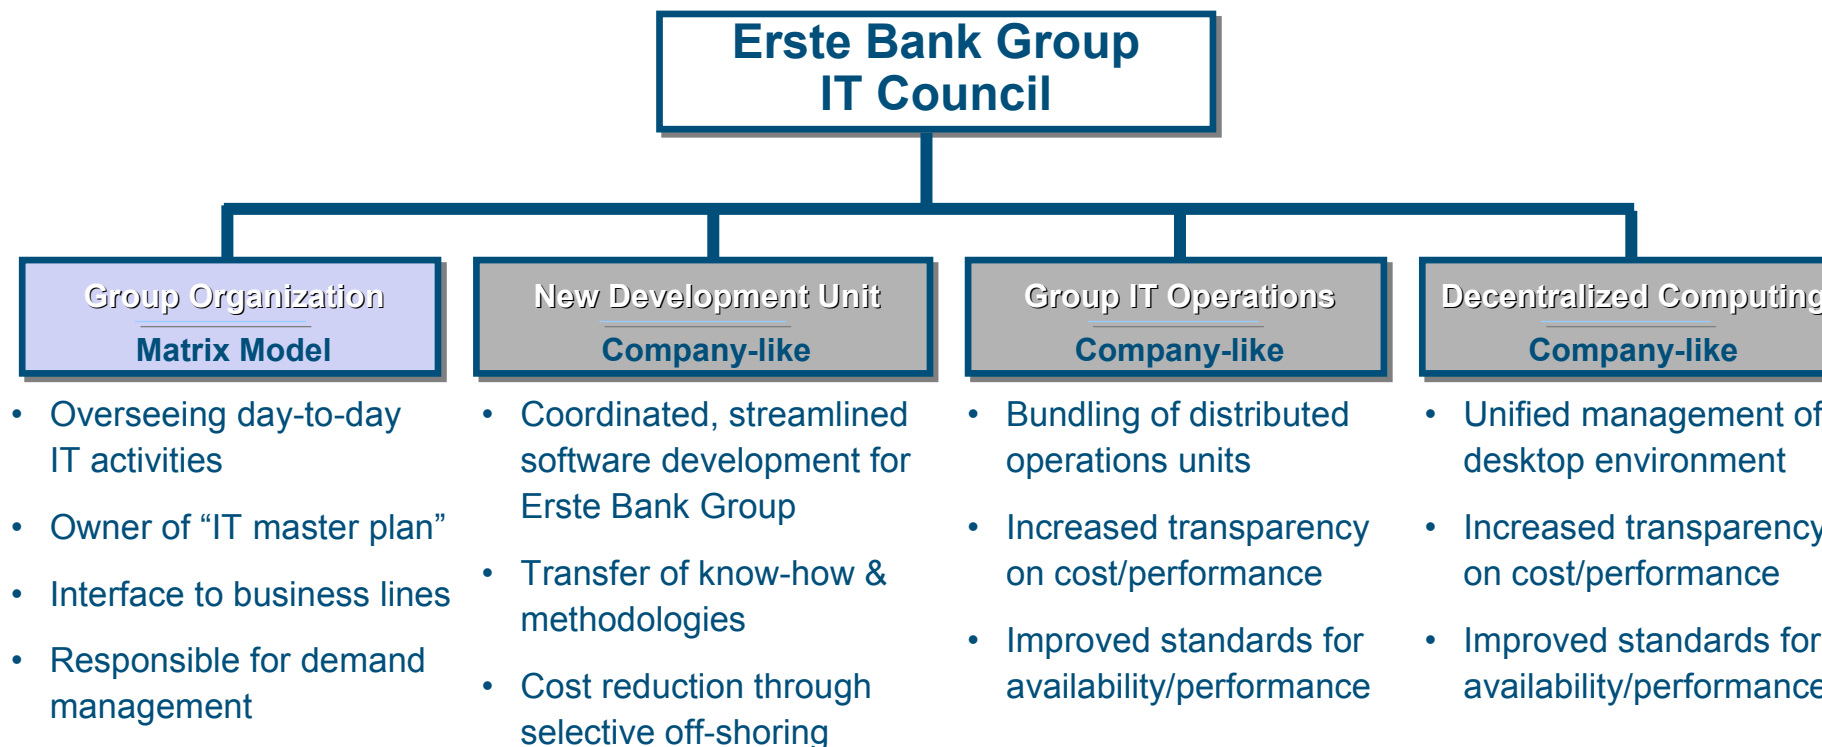 Erste Bank Group
IT Council
Group Organization
Matrix Model
• Overseeing day-to-day
IT activities
• Owner of “IT master plan”
• Interface to business lines
• Responsible for demand
management
New Development Unit
Company-like
• Coordinated, streamlined
software development for
Erste Bank Group
• Transfer of know-how &
methodologies
• Cost reduction through
selective off-shoring
Group IT Operations
Company-like
• Bundling of distributed
operations units
• Increased transparency
on cost/performance
• Improved standards for
availability/performance
Decentralized Computing
Company-like
• Unified management of
desktop environment
• Increased transparency
on cost/performance
• Improved standards for
availability/performance